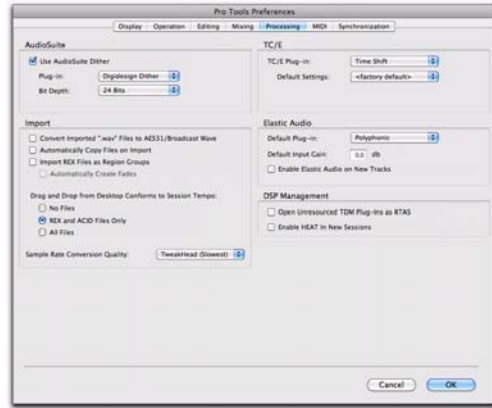 Pro Tools Preferences
Display Operation Editing Mixing Processing MIDI Synchronization
AudioSuite
Use AudioSuite Dither
Plug-in: Digidesign Dither
Bit Depth: 24 Bits
TC/E
TC/E Plug-in: Time Shift
Default Settings: <factory default>
Import
Convert Imported ".wav" Files to AES31/Broadcast Wave
Automatically Copy Files on Import
Import REX Files as Region Groups
Automatically Create Fades
Drag and Drop from Desktop Conforms to Session Tempo:
No Files
REX and ACID Files Only
All Files
Sample Rate Conversion Quality: TweakHead (Slowest)
Elastic Audio
Default Plug-in: Polyphonic
Default Input Gain: 0.0 db
Enable Elastic Audio on New Tracks
DSP Management
Open Unresourced TDM Plug-Ins as RTAS
Enable HEAT In New Sessions
Cancel OK